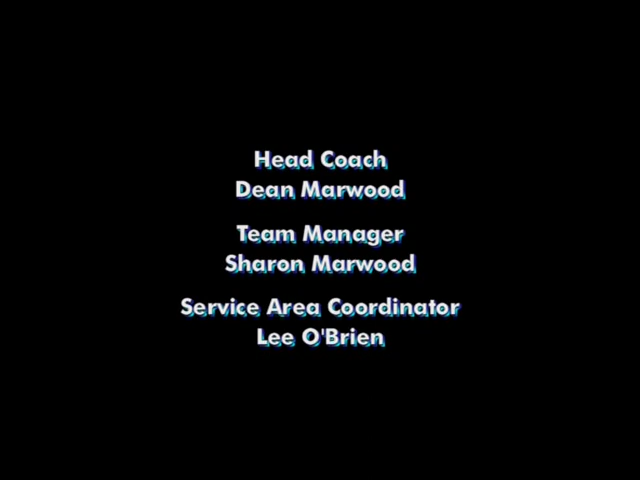 Head Coach
Dean Marwood
Team Manager
Sharon Marwood
Service Area Coordinator
Lee O'Brien